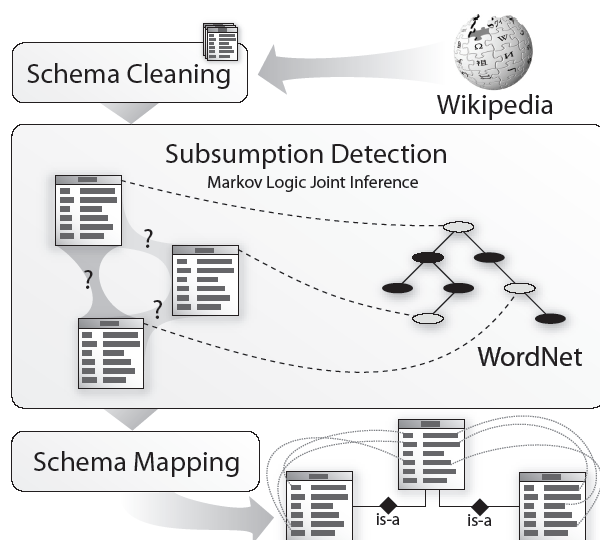 Schema Cleaning
Wikipedia
Subsumption Detection
Markov Logic Joint Inference
?
?
?
WordNet
Schema Mapping
is-a
is-a